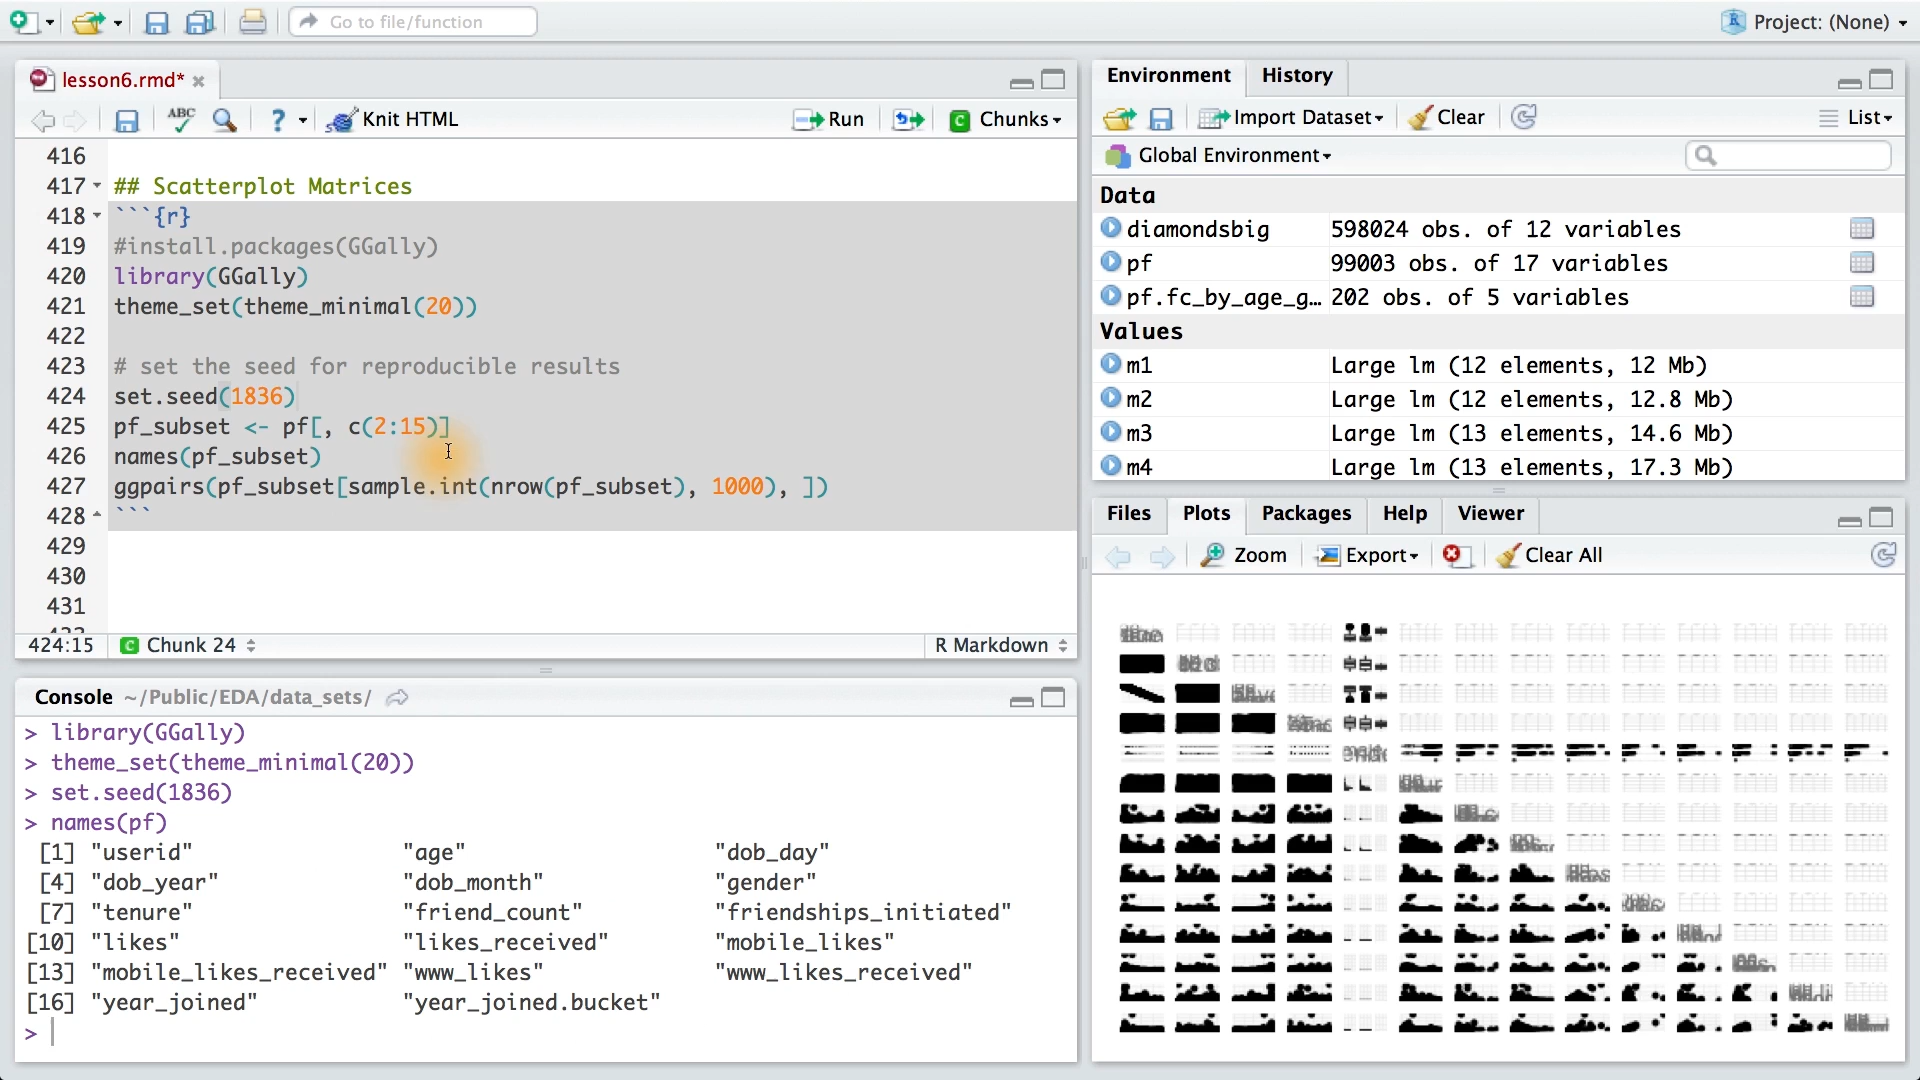 Go to file/function
Project: (None)
lesson6.rmd*
ABC
? Knit HTML
Run
Chunks
416
417 ## Scatterplot Matrices
418 ```{r}
419 #install.packages(GGally)
420 library(GGally)
421 theme_set(theme_minimal(20))
422
423 # set the seed for reproducible results
424 set.seed(1836)
425 pf_subset <- pf[, c(2:15)]
426 names(pf_subset)
427 ggpairs(pf_subset[sample.int(nrow(pf_subset), 1000), ])
428 ```
429
430
431
424:15 Chunk 24 R Markdown
Console ~/Public/EDA/data_sets/
> library(GGally)
> theme_set(theme_minimal(20))
> set.seed(1836)
> names(pf)
[1] "userid" "age" "dob_day"
[4] "dob_year" "dob_month" "gender"
[7] "tenure" "friend_count" "friendships_initiated"
[10] "likes" "likes_received" "mobile_likes"
[13] "mobile_likes_received" "www_likes" "www_likes_received"
[16] "year_joined" "year_joined.bucket"
>
Environment History
Import Dataset Clear List
Global Environment
Data
diamondsbig 598024 obs. of 12 variables
pf 99003 obs. of 17 variables
pf.fc_by_age_g… 202 obs. of 5 variables
Values
m1 Large lm (12 elements, 12 Mb)
m2 Large lm (12 elements, 12.8 Mb)
m3 Large lm (13 elements, 14.6 Mb)
m4 Large lm (13 elements, 17.3 Mb)
Files Plots Packages Help Viewer
Zoom Export Clear All